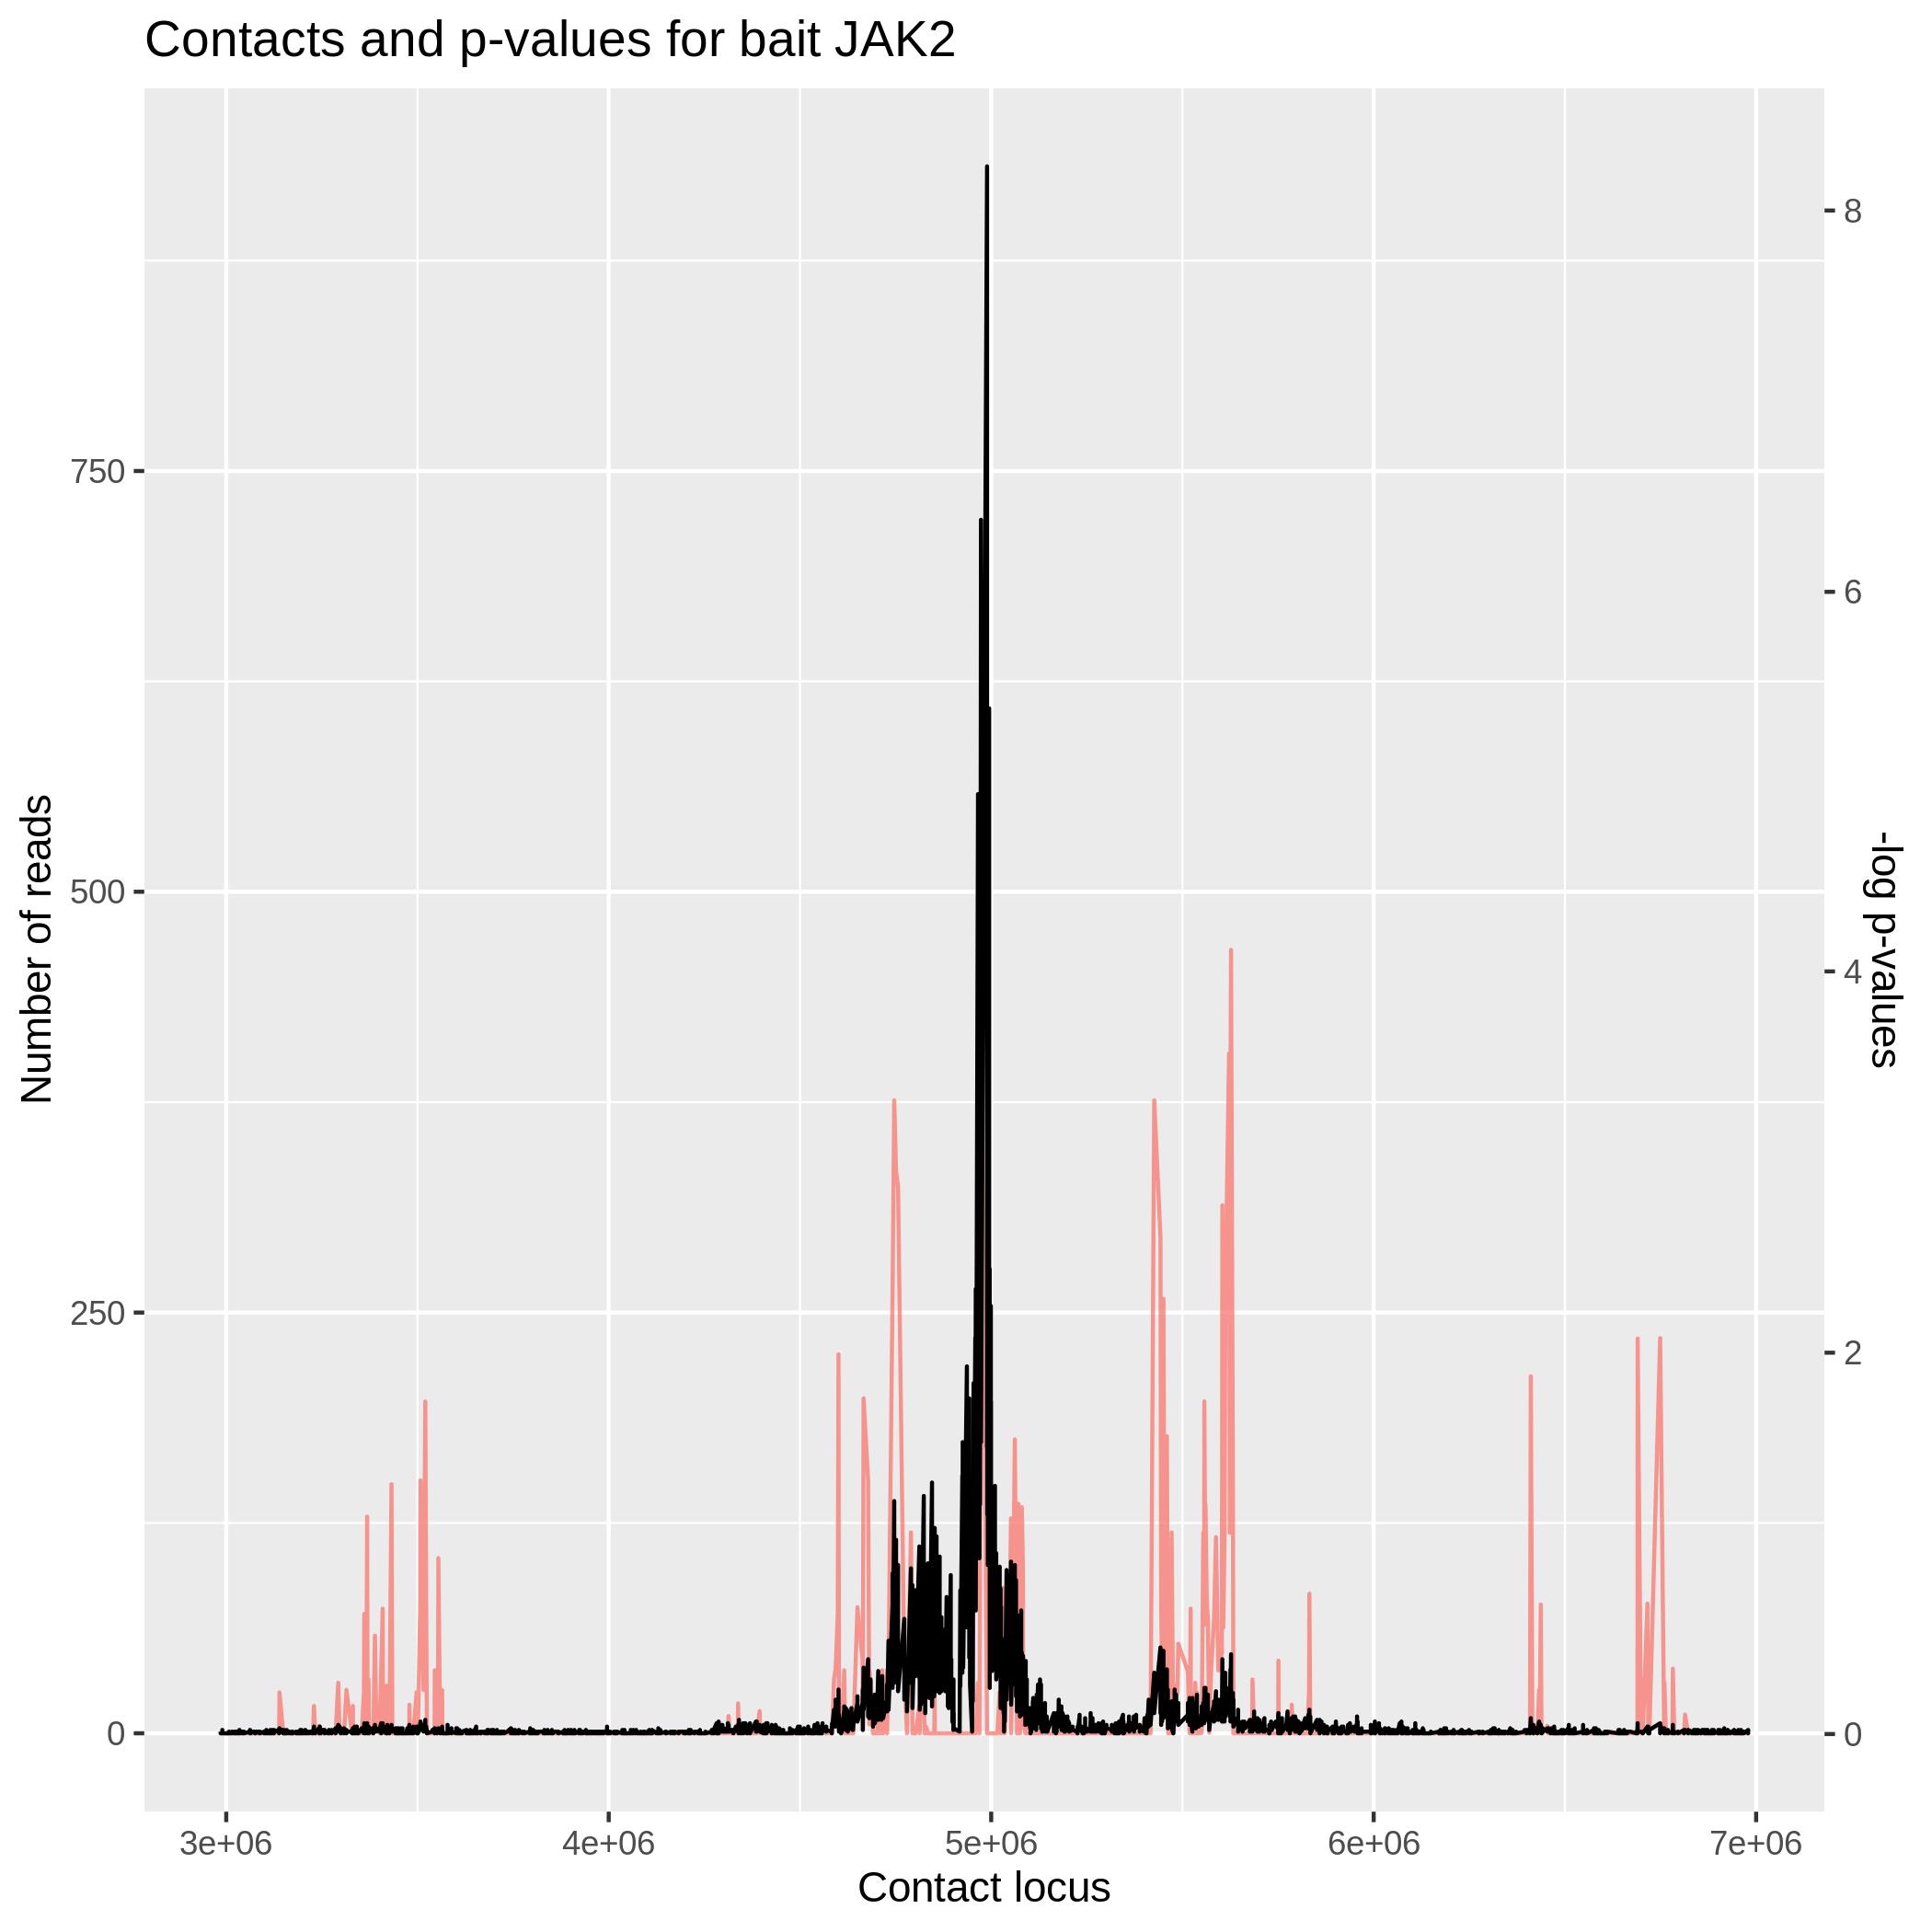 Contacts and p-values for bait JAK2
Number of reads
750
500
250
0
8
6
4
2
0
-log p-values
3e+06 4e+06 5e+06 6e+06 7e+06
Contact locus